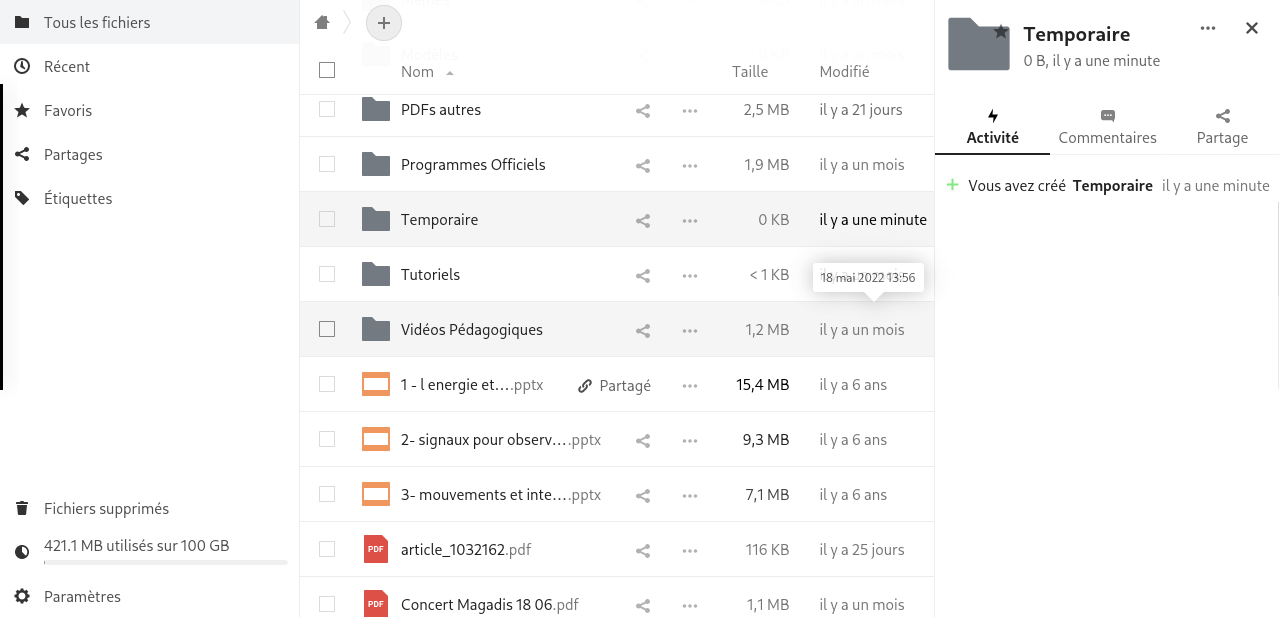 Tous les fichiers
Récent
Favoris
Partages
Étiquettes
Fichiers supprimés
421.1 MB utilisés sur 100 GB
Paramètres
Modèles
Nom Taille Modifié
PDFs autres 2,5 MB il y a 21 jours
Programmes Officiels 1,9 MB il y a un mois
Temporaire 0 KB il y a une minute
Tutoriels < 1 KB
18 mai 2022 13:56
Vidéos Pédagogiques 1,2 MB il y a un mois
1 - l energie et….pptx Partagé 15,4 MB il y a 6 ans
2- signaux pour observ….pptx 9,3 MB il y a 6 ans
3- mouvements et inte….pptx 7,1 MB il y a 6 ans
PDF article_1032162.pdf 116 KB il y a 25 jours
PDF Concert Magadis 18 06.pdf 1,1 MB il y a un mois
Temporaire
0 B, il y a une minute
Activité Commentaires Partage
Vous avez créé Temporaire il y a une minute